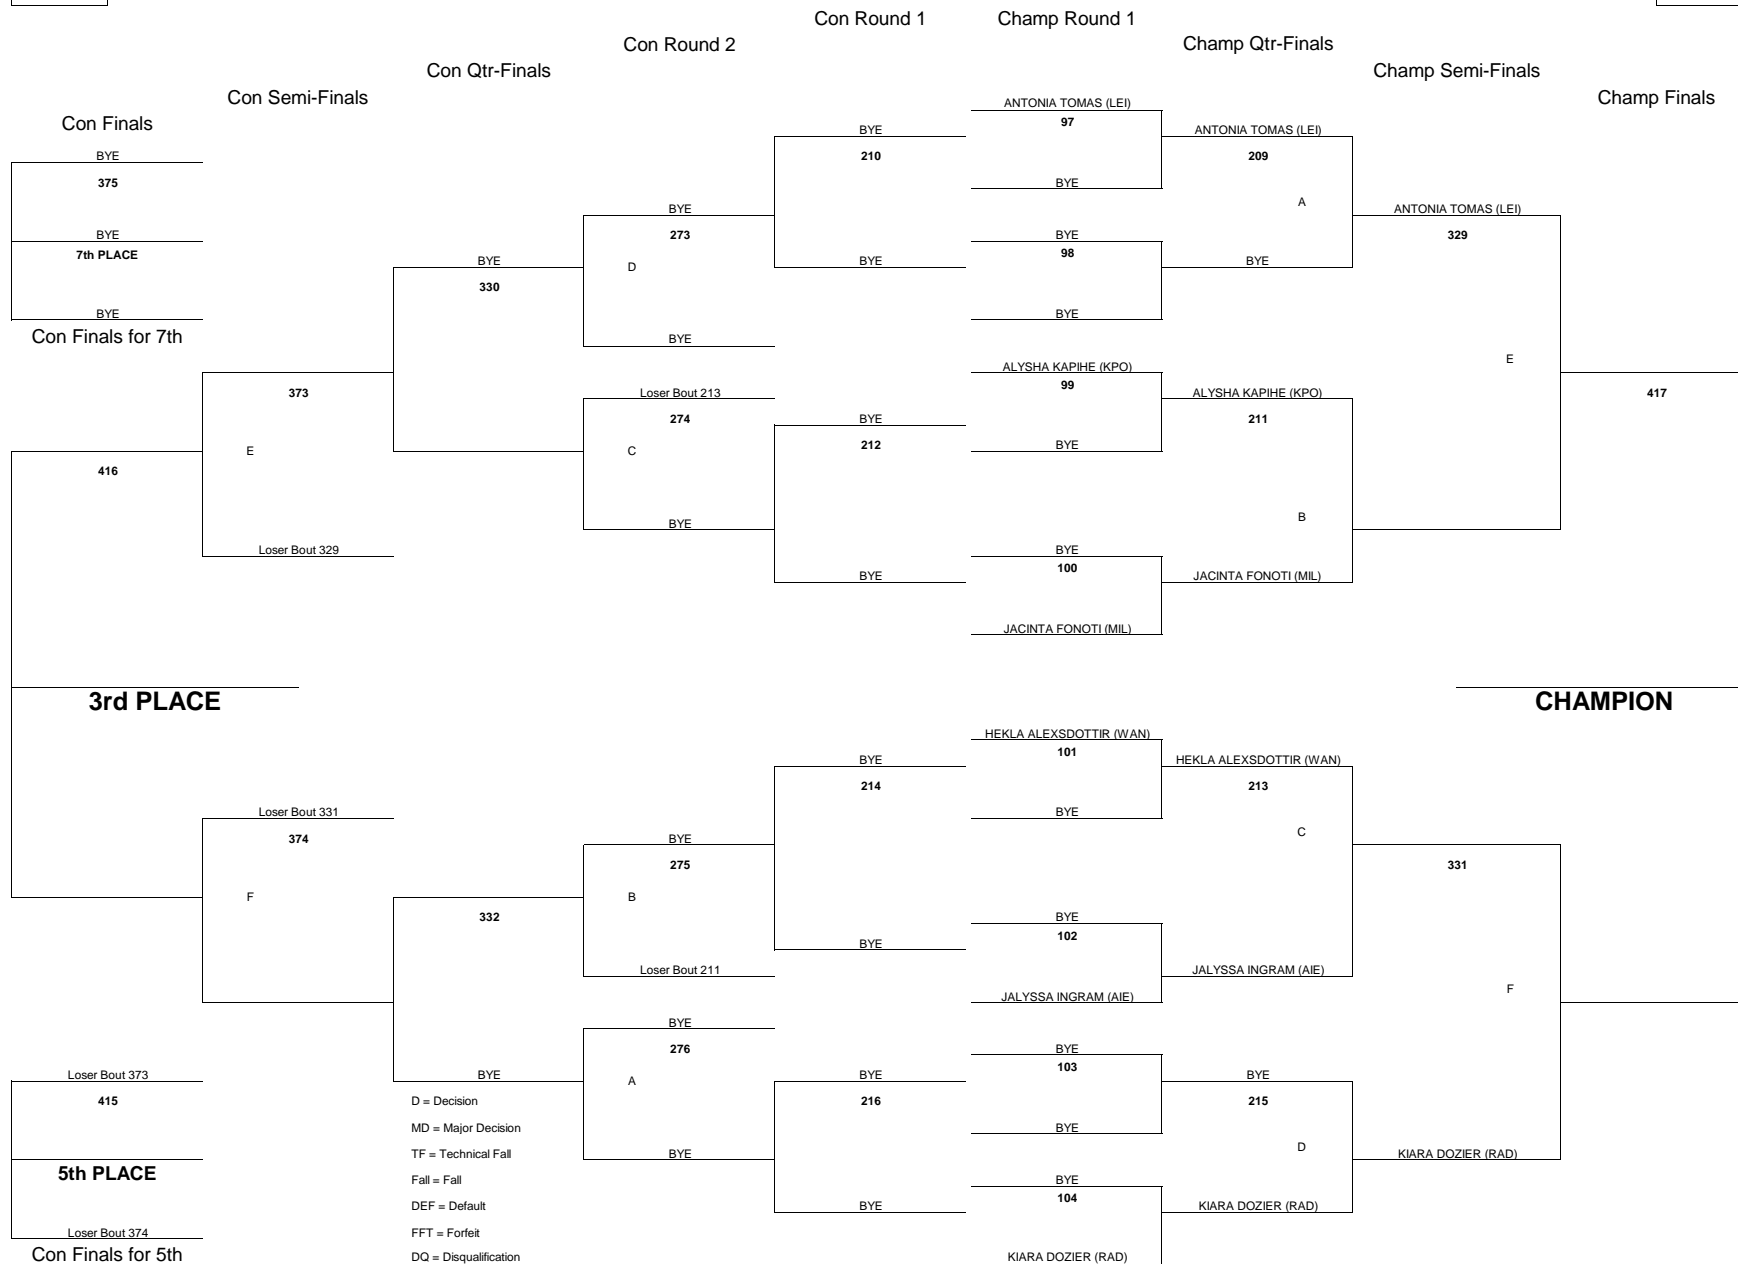 Con Round 1 Champ Round 1
Con Round 2 Champ Qtr-Finals
Con Qtr-Finals Champ Semi-Finals
Con Semi-Finals Champ Finals
ANTONIA TOMAS (LEI)
Con Finals 97
BYE ANTONIA TOMAS (LEI)
BYE 210 209
375 BYE
A
BYE ANTONIA TOMAS (LEI)
273 329
BYE BYE
7th PLACE 98
BYE BYE BYE
D
330
BYE BYE
Con Finals for 7th
BYE
E
ALYSHA KAPIHE (KPO)
99
373 Loser Bout 213 ALYSHA KAPIHE (KPO) 417
274 BYE 211
212 BYE
E C
416
B
BYE
Loser Bout 329 BYE
100
BYE JACINTA FONOTI (MIL)
JACINTA FONOTI (MIL)
3rd PLACE CHAMPION
HEKLA ALEXSDOTTIR (WAN)
101
BYE HEKLA ALEXSDOTTIR (WAN)
214 213
Loser Bout 331 BYE
C
374 BYE
275 331
F B
332 BYE
102
BYE
Loser Bout 211 JALYSSA INGRAM (AIE)
F
JALYSSA INGRAM (AIE)
BYE
276 BYE
103
Loser Bout 373 BYE BYE BYE
A
415 D = Decision 216 215
MD = Major Decision BYE
D
TF = Technical Fall BYE KIARA DOZIER (RAD)
5th PLACE
Fall = Fall BYE
104
DEF = Default BYE KIARA DOZIER (RAD)
Loser Bout 374 FFT = Forfeit
Con Finals for 5th DQ = Disqualification KIARA DOZIER (RAD)